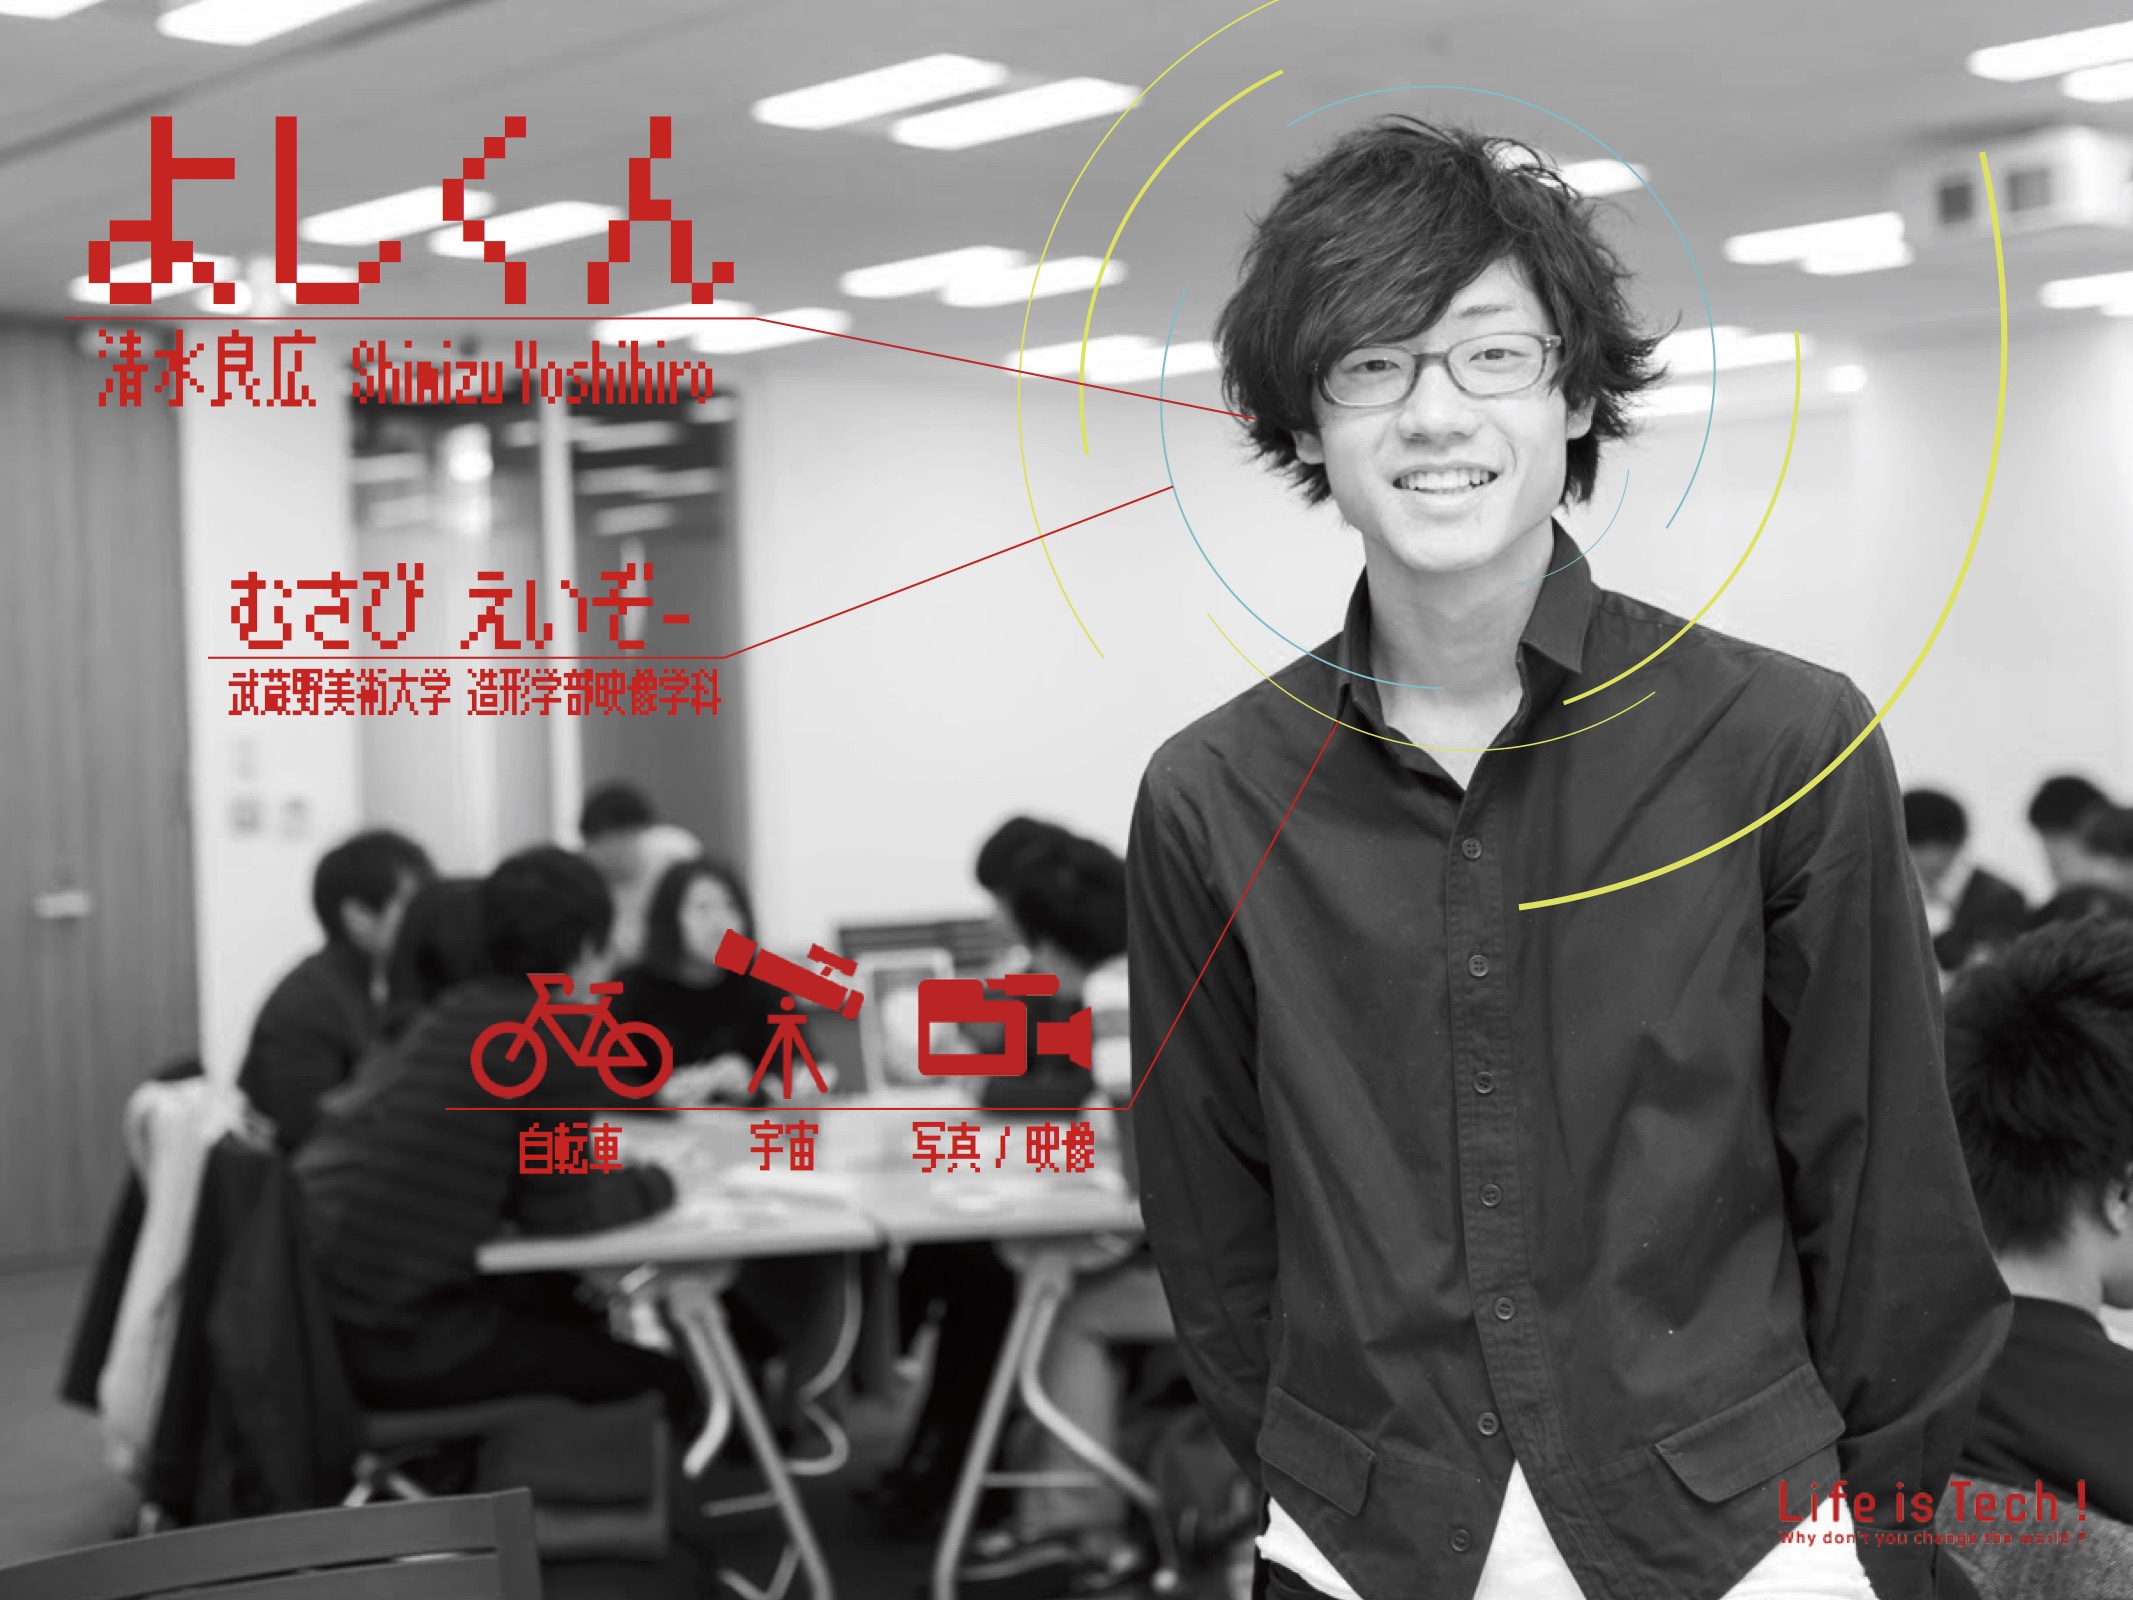 よしくん
清水良広 Shimizu Yoshihiro
むさび えいぞー
武蔵野美術大学 造形学部映像学科
自転車 宇宙 写真 / 映像
Life is Tech !
Why don't you change the world ?